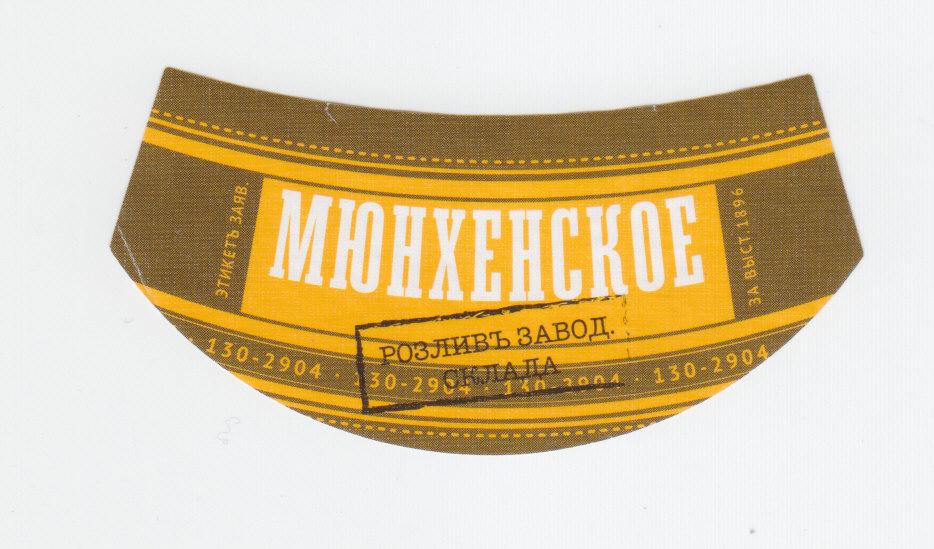 ЭТИКЕТЪ ЗАЯВ.
МЮНХЕНСКОЕ
ЗА ВЫСТ.1896
РОЗЛИВЪ ЗАВОД.
СКЛАДА
130-2904 · 130-2904 · 130-2904 · 130-2904